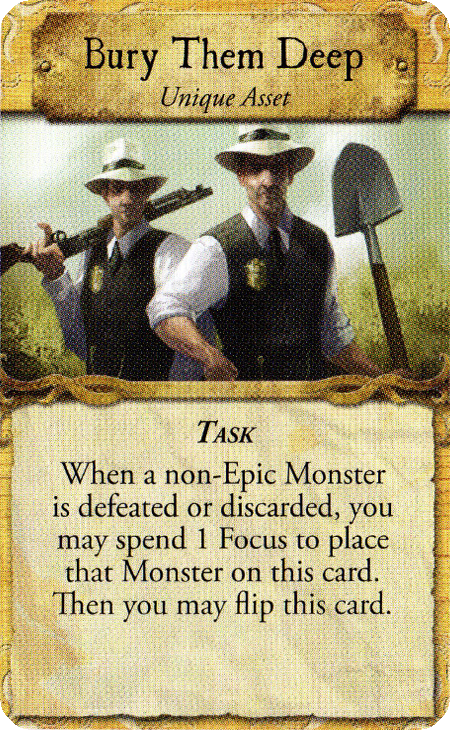 Bury Them Deep
Unique Asset
Task
When a non-Epic Monster
is defeated or discarded, you
may spend 1 Focus to place
that Monster on this card.
Then you may flip this card.